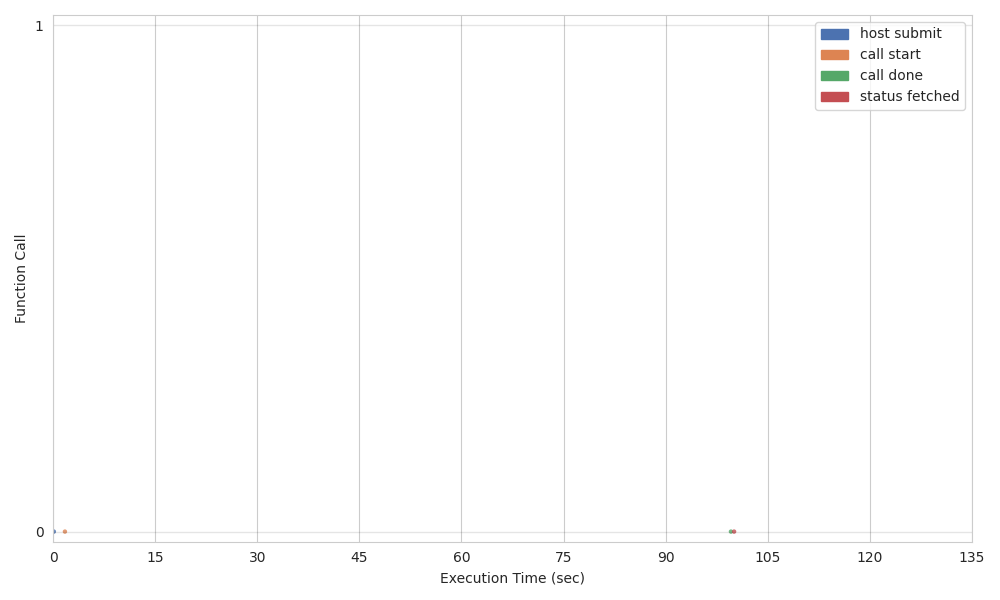 1
host submit
call start
call done
status fetched
Function Call
0
0 15 30 45 60 75 90 105 120 135
Execution Time (sec)